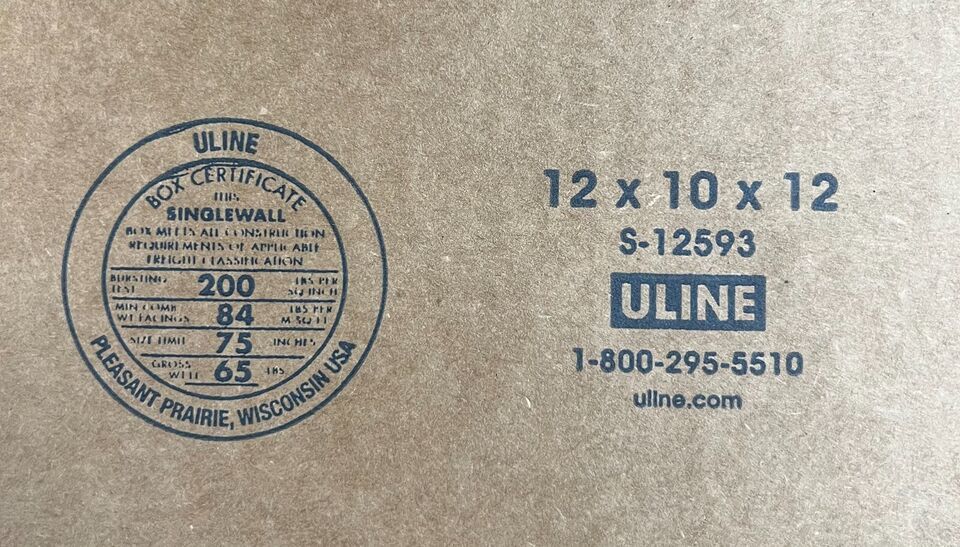 ULINE
BOX CERTIFICATE
THIS
SINGLEWALL
BOX MEETS ALL CONSTRUCTION
REQUIREMENTS OF APPLICABLE
FREIGHT CLASSIFICATION
BURSTING TEST 200 LBS PER SQ INCH
MIN COMB WT FACINGS 84 LBS PER M SQ FT
SIZE LIMIT 75 INCHES
GROSS 65 LBS
PLEASANT PRAIRIE, WISCONSIN USA
12 x 10 x 12
S-12593
ULINE
1-800-295-5510
uline.com